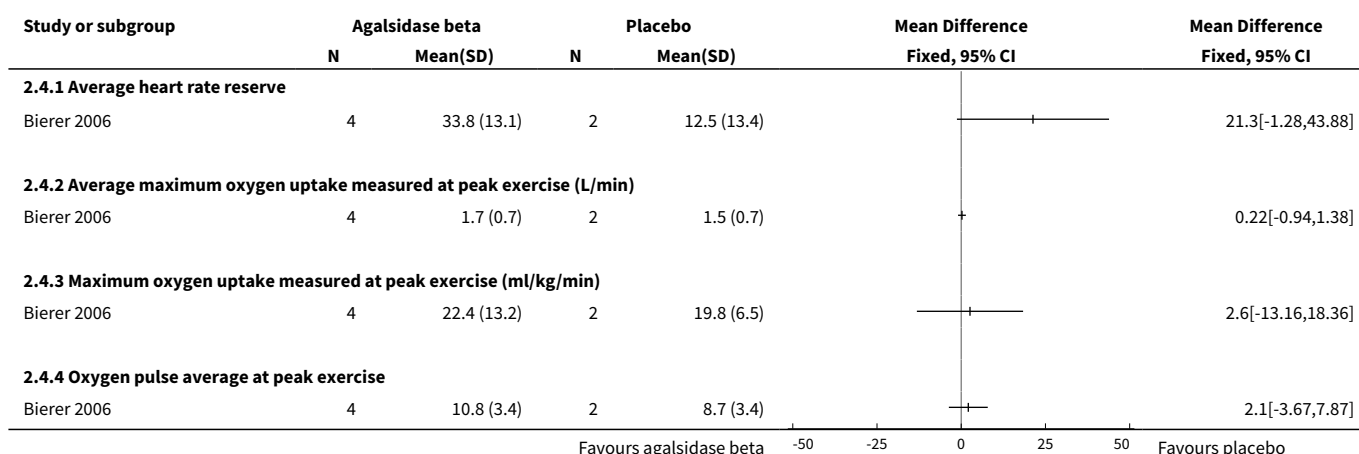 Study or subgroup Agalsidase beta Placebo Mean Difference Mean Difference
N Mean(SD) N Mean(SD) Fixed, 95% CI Fixed, 95% CI
2.4.1 Average heart rate reserve
Bierer 2006 4 33.8 (13.1) 2 12.5 (13.4) 21.3[-1.28,43.88]
2.4.2 Average maximum oxygen uptake measured at peak exercise (L/min)
Bierer 2006 4 1.7 (0.7) 2 1.5 (0.7) 0.22[-0.94,1.38]
2.4.3 Maximum oxygen uptake measured at peak exercise (ml/kg/min)
Bierer 2006 4 22.4 (13.2) 2 19.8 (6.5) 2.6[-13.16,18.36]
2.4.4 Oxygen pulse average at peak exercise
Bierer 2006 4 10.8 (3.4) 2 8.7 (3.4) 2.1[-3.67,7.87]
Favours agalsidase beta -50 -25 0 25 50 Favours placebo